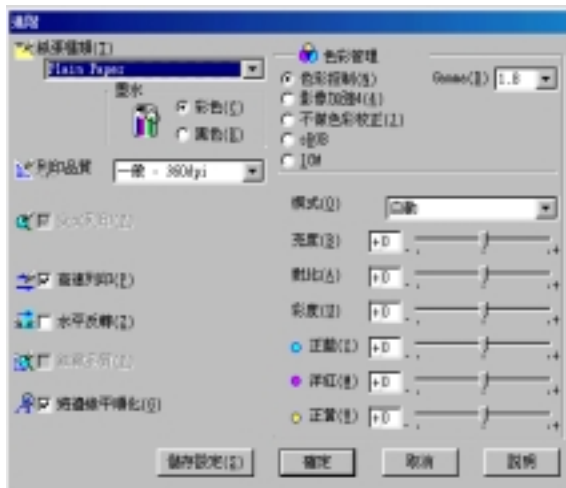 進階
紙張種類(T)
Plain Paper
墨水
彩色(C)
黑色(K)
列印品質
一般 - 360dpi
高速列印(P)
水平反轉(Z)
將邊緣平順化(G)
儲存設定(S)
色彩管理
色彩控制(N)
Gamma(I) 1.8
影像加強4(A)
不做色彩校正(J)
sRGB
ICM
模式(O)
自動
亮度(B) +0 - +
對比(A) +0 - +
彩度(U) +0 - +
正藍(I) +0 - +
洋紅(M) +0 - +
正黃(H) +0 - +
確定
取消
說明